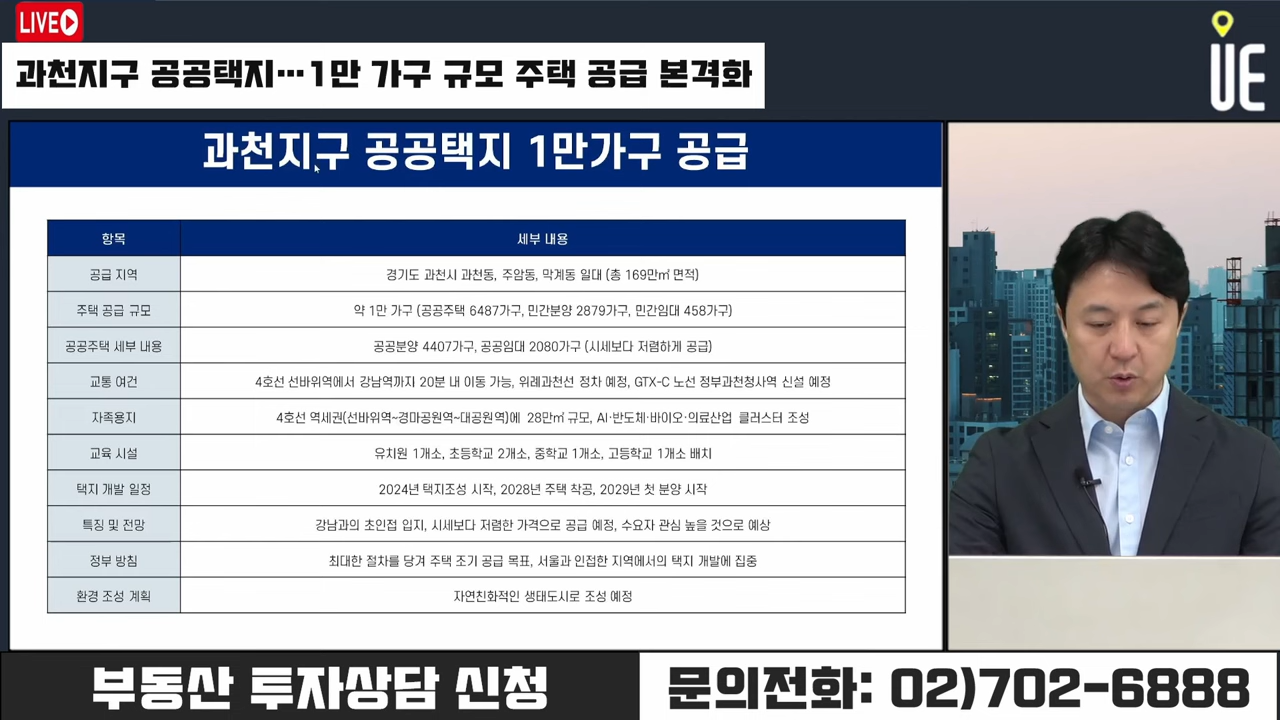 LIVE
과천지구 공공택지…1만 가구 규모 주택 공급 본격화
UE
과천지구 공공택지 1만가구 공급
항목 세부 내용
공급 지역 경기도 과천시 과천동, 주암동, 막계동 일대 (총 169만㎡ 면적)
주택 공급 규모 약 1만 가구 (공공주택 6487가구, 민간분양 2879가구, 민간임대 458가구)
공공주택 세부 내용 공공분양 4407가구, 공공임대 2080가구 (시세보다 저렴하게 공급)
교통 여건 4호선 선바위역에서 강남역까지 20분 내 이동 가능, 위례과천선 정차 예정, GTX-C 노선 정부과천청사역 신설 예정
자족용지 4호선 역세권(선바위역~경마공원역~대공원역)에 28만㎡ 규모, AI·반도체·바이오·의료산업 클러스터 조성
교육 시설 유치원 1개소, 초등학교 2개소, 중학교 1개소, 고등학교 1개소 배치
택지 개발 일정 2024년 택지조성 시작, 2028년 주택 착공, 2029년 첫 분양 시작
특징 및 전망 강남과의 초인접 입지, 시세보다 저렴한 가격으로 공급 예정, 수요자 관심 높을 것으로 예상
정부 방침 최대한 절차를 당겨 주택 조기 공급 목표, 서울과 인접한 지역에서의 택지 개발에 집중
환경 조성 계획 자연친화적인 생태도시로 조성 예정
부동산 투자상담 신청 문의전화: 02)702-6888